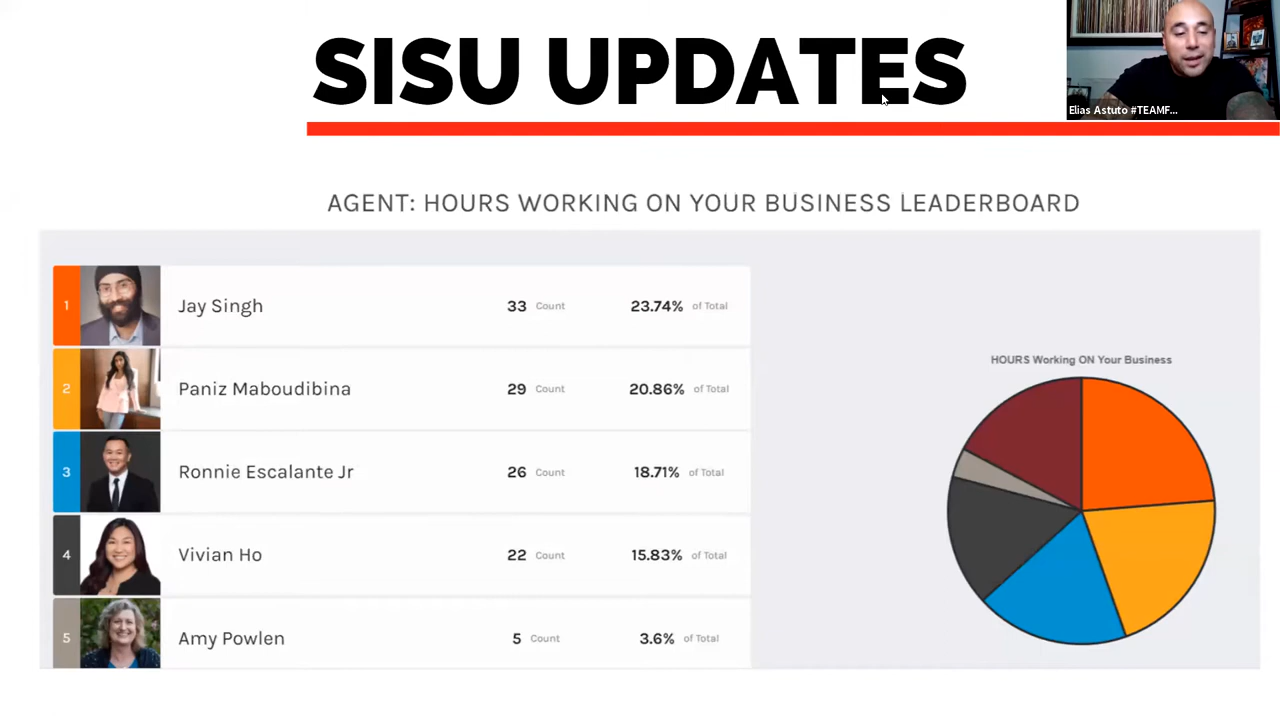 SISU UPDATES
Elias Astuto #TEAMF...
AGENT: HOURS WORKING ON YOUR BUSINESS LEADERBOARD
1 Jay Singh 33 Count 23.74% of Total
2 Paniz Maboudibina 29 Count 20.86% of Total
3 Ronnie Escalante Jr 26 Count 18.71% of Total
4 Vivian Ho 22 Count 15.83% of Total
5 Amy Powlen 5 Count 3.6% of Total
HOURS Working ON Your Business